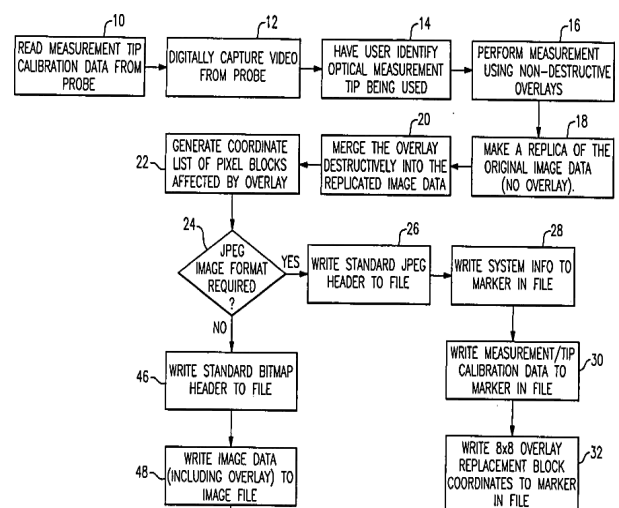 10
READ MEASUREMENT TIP
CALIBRATION DATA FROM
PROBE
12
DIGITALLY CAPTURE VIDEO
FROM PROBE
14
HAVE USER IDENTIFY
OPTICAL MEASUREMENT
TIP BEING USED
16
PERFORM MEASUREMENT
USING NON-DESTRUCTIVE
OVERLAYS
18
MAKE A REPLICA OF THE
ORIGINAL IMAGE DATA
(NO OVERLAY).
20
MERGE THE OVERLAY
DESTRUCTIVELY INTO THE
REPLICATED IMAGE DATA
22
GENERATE COORDINATE
LIST OF PIXEL BLOCKS
AFFECTED BY OVERLAY
24
JPEG
IMAGE FORMAT
REQUIRED
?
YES
NO
26
WRITE STANDARD JPEG
HEADER TO FILE
28
WRITE SYSTEM INFO TO
MARKER IN FILE
30
WRITE MEASUREMENT/TIP
CALIBRATION DATA TO
MARKER IN FILE
32
WRITE 8x8 OVERLAY
REPLACEMENT BLOCK
COORDINATES TO MARKER
IN FILE
46
WRITE STANDARD BITMAP
HEADER TO FILE
48
WRITE IMAGE DATA
(INCLUDING OVERLAY) TO
IMAGE FILE